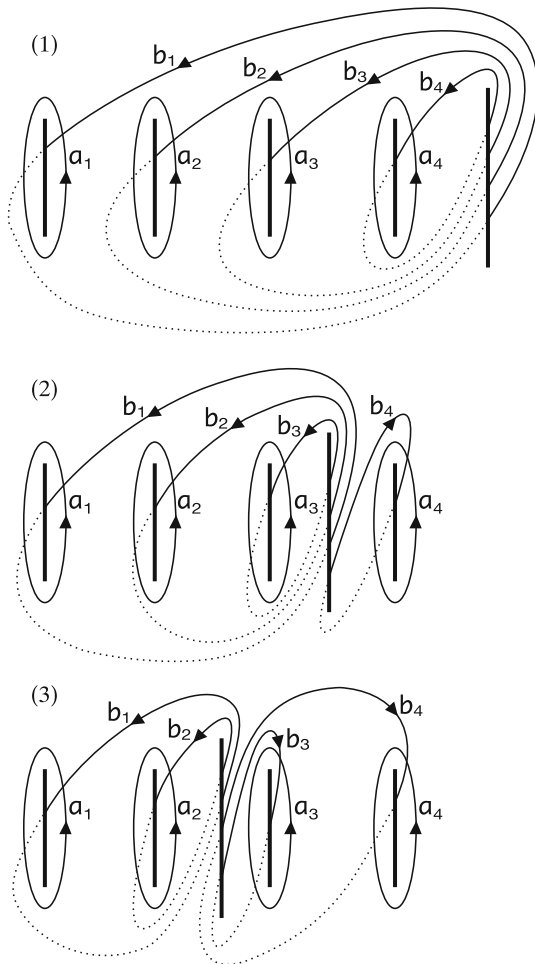 (1)
b₁ b₂ b₃ b₄
a₁ a₂ a₃ a₄
(2)
b₁ b₂ b₃ b₄
a₁ a₂ a₃ a₄
(3)
b₁ b₂ b₃ b₄
a₁ a₂ a₃ a₄